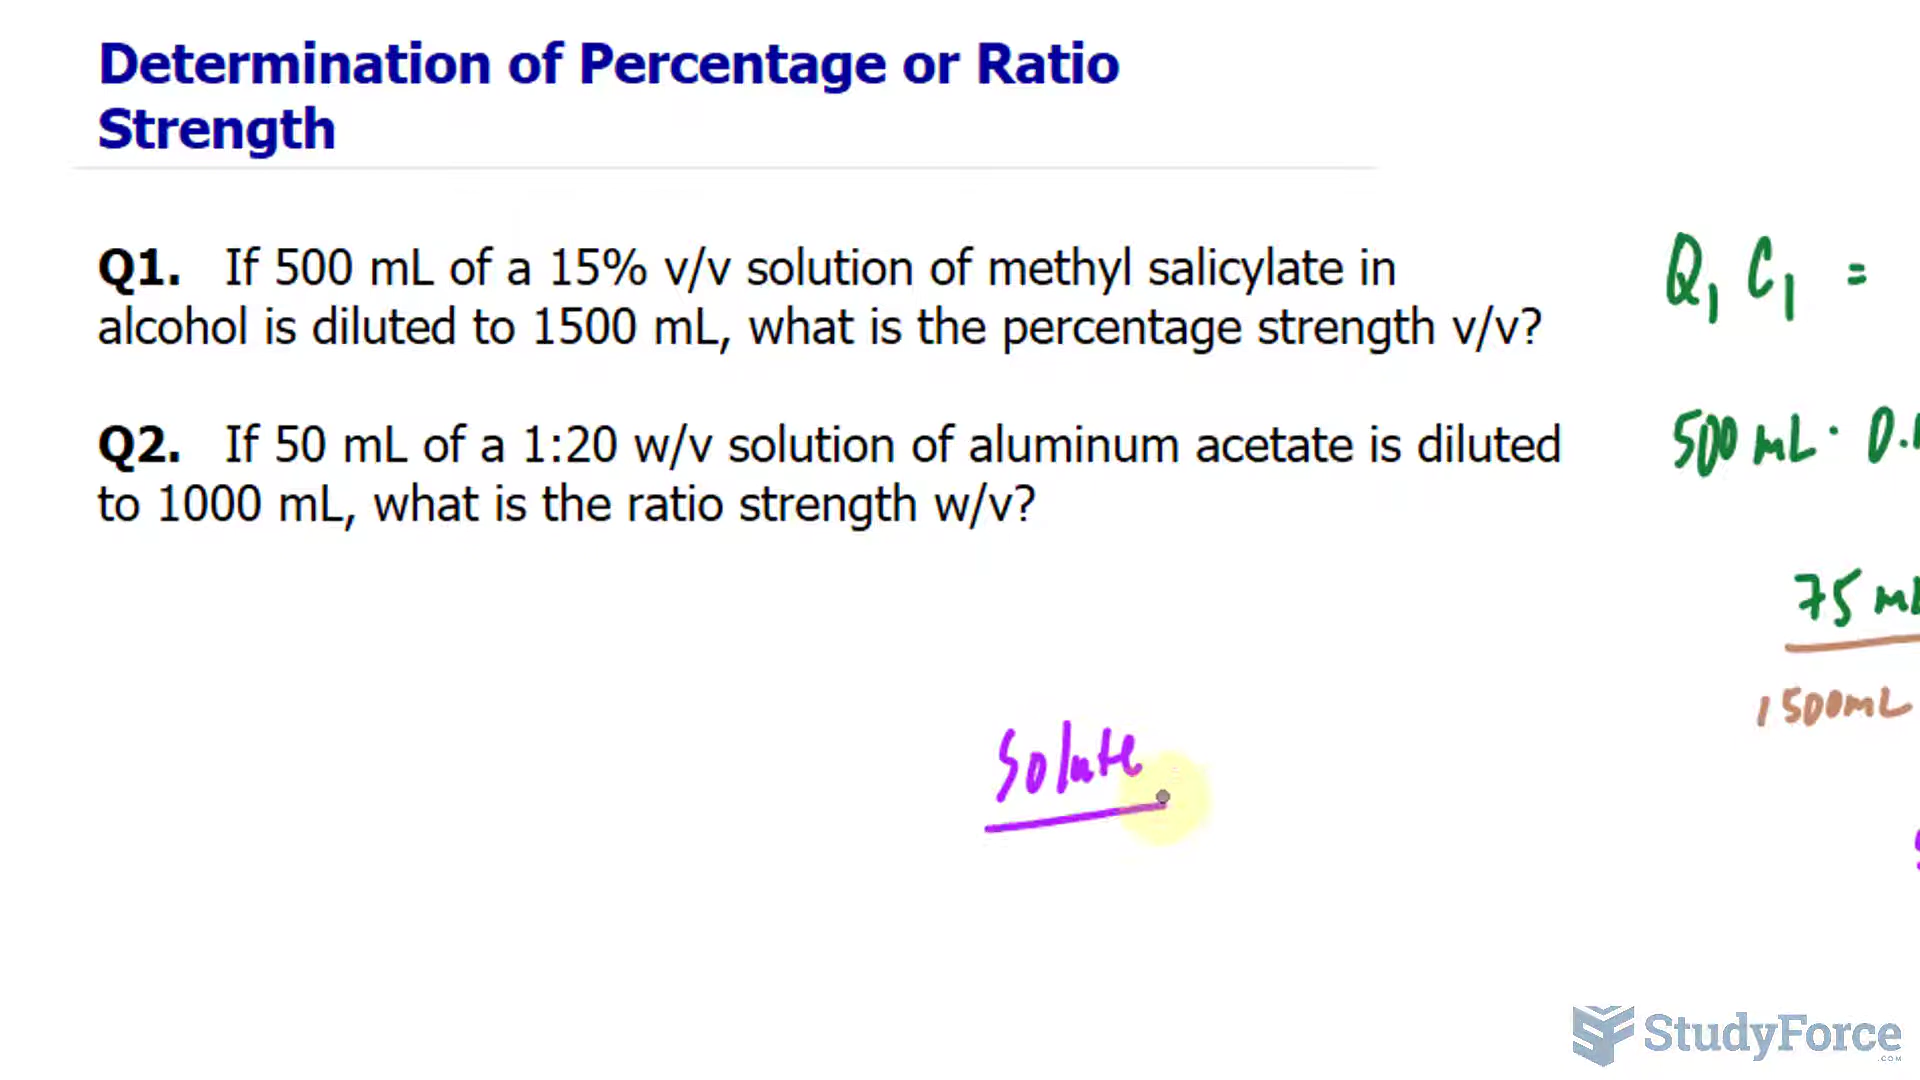 Determination of Percentage or Ratio
Strength
Q1. If 500 mL of a 15% v/v solution of methyl salicylate in
alcohol is diluted to 1500 mL, what is the percentage strength v/v?
Q2. If 50 mL of a 1:20 w/v solution of aluminum acetate is diluted
to 1000 mL, what is the ratio strength w/v?
Q₁ C₁ =
500 mL · 0.
75 mL
1500mL
Solute
StudyForce
.COM